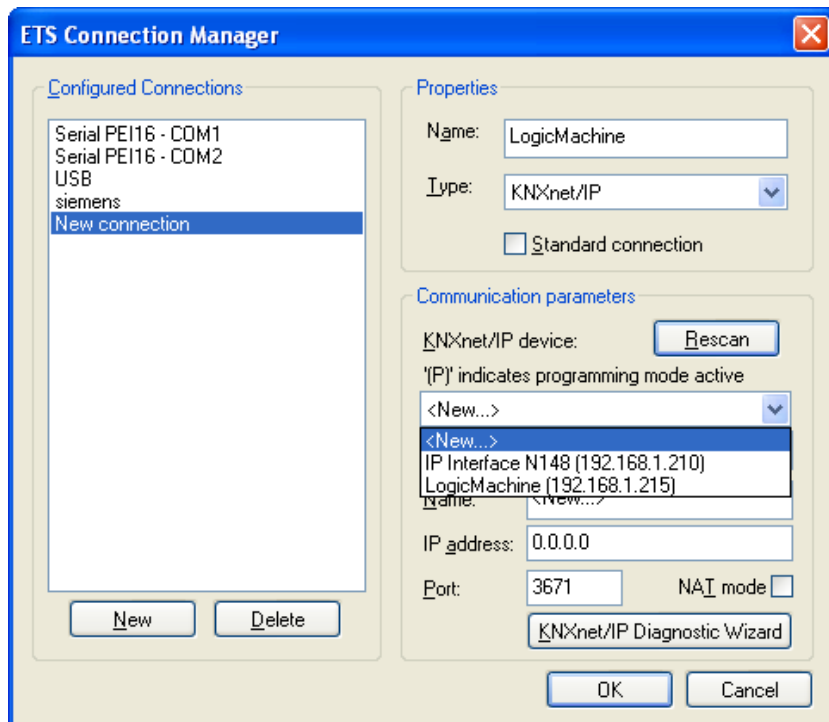 ETS Connection Manager
Configured Connections
Serial PEI16 - COM1
Serial PEI16 - COM2
USB
siemens
New connection
New
Delete
Properties
Name:
LogicMachine
Type:
KNXnet/IP
Standard connection
Communication parameters
KNXnet/IP device:
Rescan
'(P)' indicates programming mode active
<New...>
<New...>
IP Interface N148 (192.168.1.210)
LogicMachine (192.168.1.215)
Name:
<New...>
IP address:
0.0.0.0
Port:
3671
NAT mode
KNXnet/IP Diagnostic Wizard
OK
Cancel